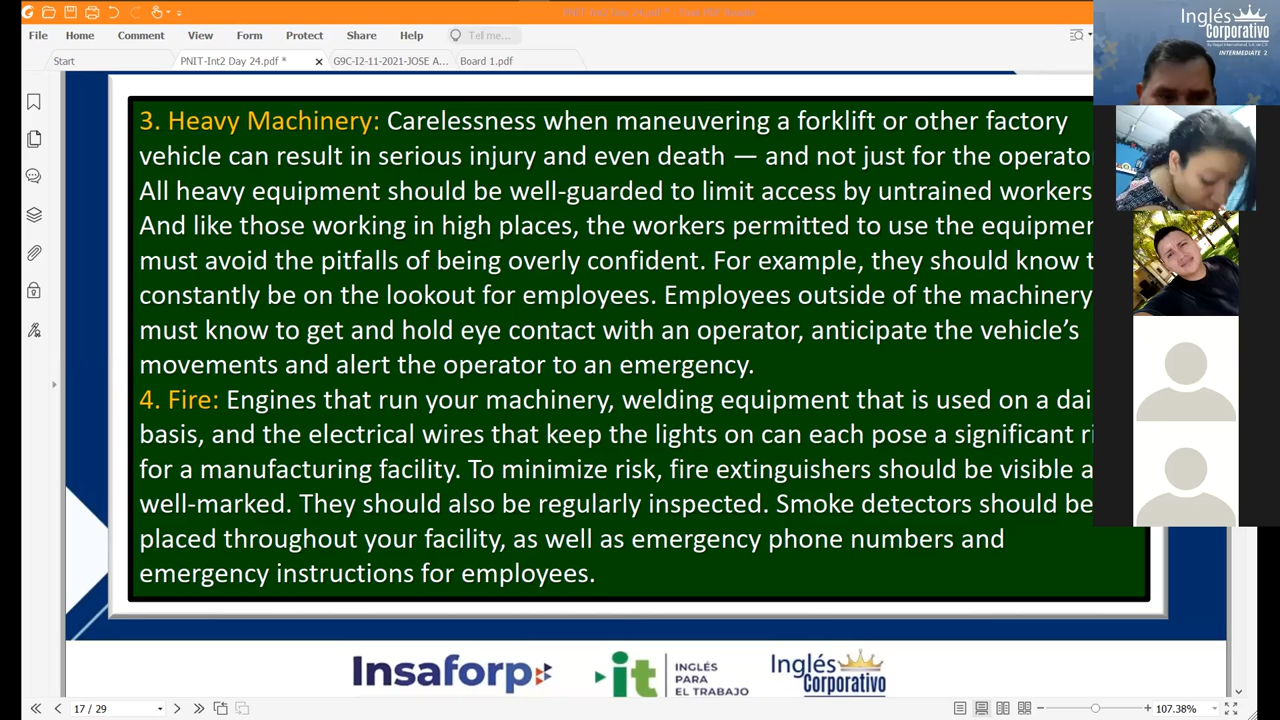 File Home Comment View Form Protect Share Help Tell me...
Start PNIT-Int2 Day 24.pdf * G9C-I2-11-2021-JOSE A... Board 1.pdf
Inglés
Corporativo
INTERMEDIATE 2
3. Heavy Machinery: Carelessness when maneuvering a forklift or other factory
vehicle can result in serious injury and even death — and not just for the operato
All heavy equipment should be well-guarded to limit access by untrained workers
And like those working in high places, the workers permitted to use the equipmen
must avoid the pitfalls of being overly confident. For example, they should know t
constantly be on the lookout for employees. Employees outside of the machinery
must know to get and hold eye contact with an operator, anticipate the vehicle's
movements and alert the operator to an emergency.
4. Fire: Engines that run your machinery, welding equipment that is used on a dai
basis, and the electrical wires that keep the lights on can each pose a significant ri
for a manufacturing facility. To minimize risk, fire extinguishers should be visible a
well-marked. They should also be regularly inspected. Smoke detectors should be
placed throughout your facility, as well as emergency phone numbers and
emergency instructions for employees.
Insaforp
it INGLÉS
PARA
EL TRABAJO
Inglés
Corporativo
17 / 29
107.38%